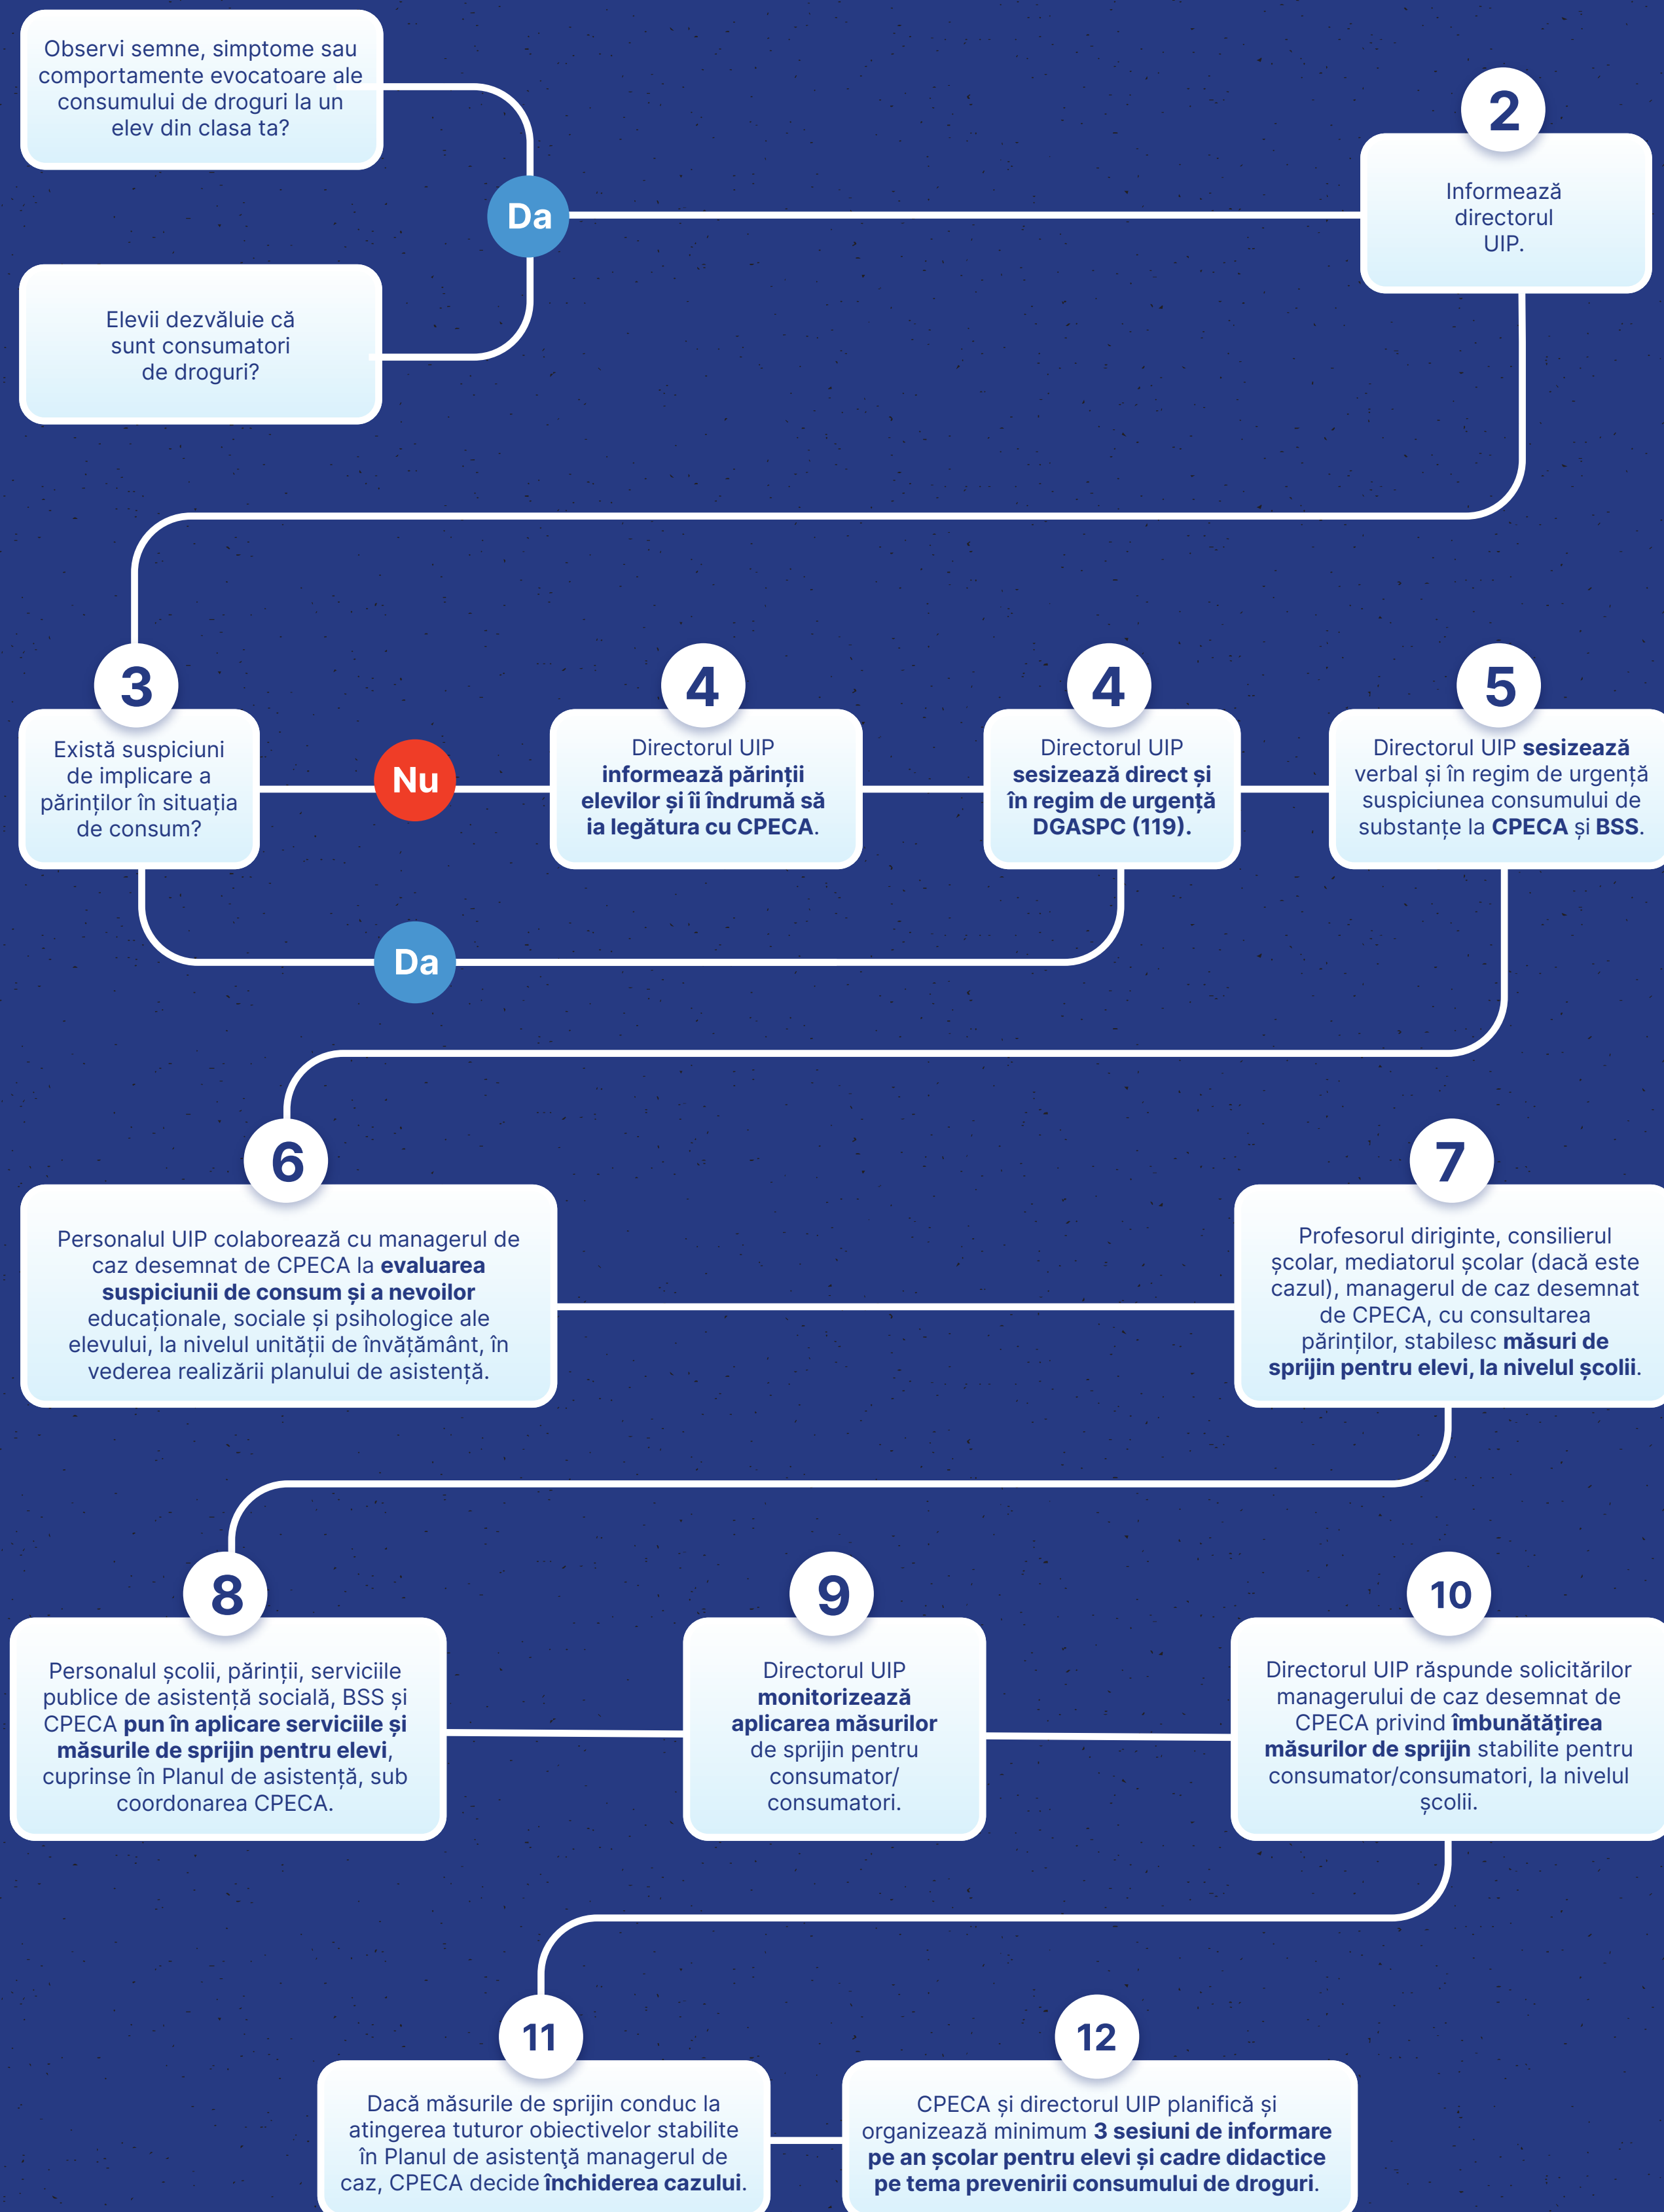 Observi semne, simptome sau
comportamente evocatoare ale
consumului de droguri la un
elev din clasa ta?
Da
Elevii dezvăluie că
sunt consumatori
de droguri?
2
Informează
directorul
UIP.
3
Există suspiciuni
de implicare a
părinților în situația
de consum?
Nu
Da
4
Directorul UIP
informează părinții
elevilor și îi îndrumă să
ia legătura cu CPECA.
4
Directorul UIP
sesizează direct și
în regim de urgență
DGASPC (119).
5
Directorul UIP sesizează
verbal și în regim de urgență
suspiciunea consumului de
substanțe la CPECA și BSS.
6
Personalul UIP colaborează cu managerul de
caz desemnat de CPECA la evaluarea
suspiciunii de consum și a nevoilor
educaționale, sociale și psihologice ale
elevului, la nivelul unității de învățământ, în
vederea realizării planului de asistență.
7
Profesorul diriginte, consilierul
școlar, mediatorul școlar (dacă este
cazul), managerul de caz desemnat
de CPECA, cu consultarea
părinților, stabilesc măsuri de
sprijin pentru elevi, la nivelul școlii.
8
Personalul școlii, părinții, serviciile
publice de asistență socială, BSS și
CPECA pun în aplicare serviciile și
măsurile de sprijin pentru elevi,
cuprinse în Planul de asistență, sub
coordonarea CPECA.
9
Directorul UIP
monitorizează
aplicarea măsurilor
de sprijin pentru
consumator/
consumatori.
10
Directorul UIP răspunde solicitărilor
managerului de caz desemnat de
CPECA privind îmbunătățirea
măsurilor de sprijin stabilite pentru
consumator/consumatori, la nivelul
școlii.
11
Dacă măsurile de sprijin conduc la
atingerea tuturor obiectivelor stabilite
în Planul de asistenţă managerul de
caz, CPECA decide închiderea cazului.
12
CPECA și directorul UIP planifică și
organizează minimum 3 sesiuni de informare
pe an școlar pentru elevi și cadre didactice
pe tema prevenirii consumului de droguri.